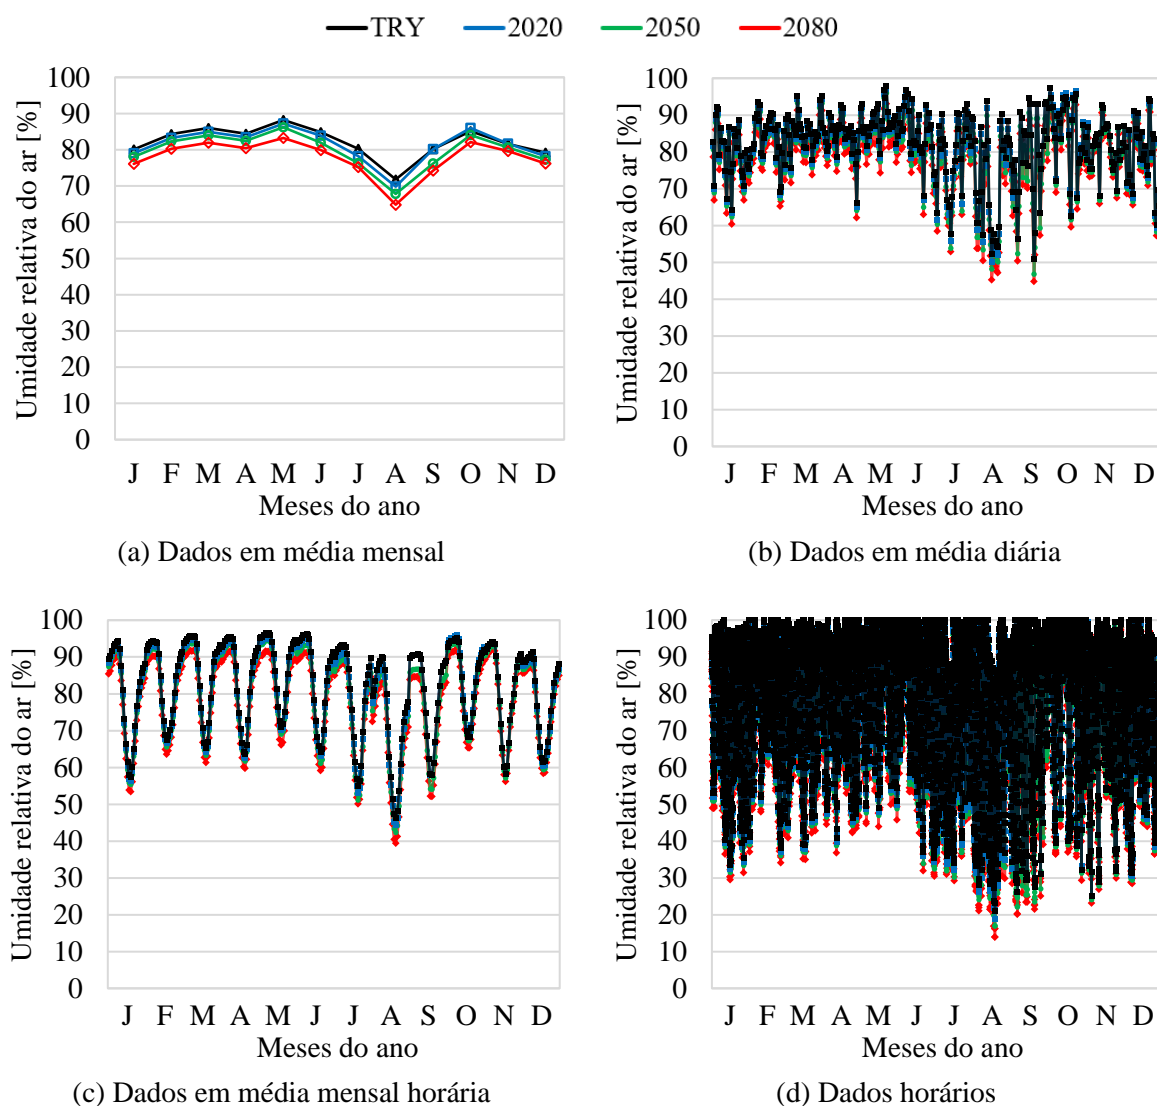 TRY 2020 2050 2080
Umidade relativa do ar [%]
100
90
80
70
60
50
40
30
20
10
0
J F M A M J J A S O N D
Meses do ano
(a) Dados em média mensal
Umidade relativa do ar [%]
100
90
80
70
60
50
40
30
20
10
0
J F M A M J J A S O N D
Meses do ano
(b) Dados em média diária
Umidade relativa do ar [%]
100
90
80
70
60
50
40
30
20
10
0
J F M A M J J A S O N D
Meses do ano
(c) Dados em média mensal horária
Umidade relativa do ar [%]
100
90
80
70
60
50
40
30
20
10
0
J F M A M J J A S O N D
Meses do ano
(d) Dados horários